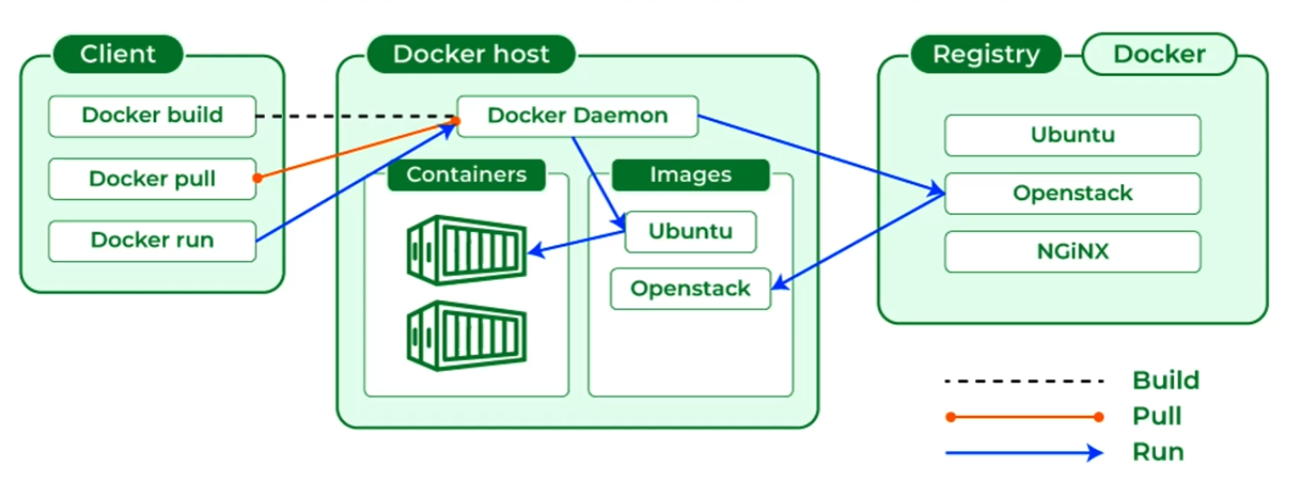 Client
Docker build
Docker pull
Docker run
Docker host
Docker Daemon
Containers
Images
Ubuntu
Openstack
Registry
Docker
Ubuntu
Openstack
NGiNX
Build
Pull
Run